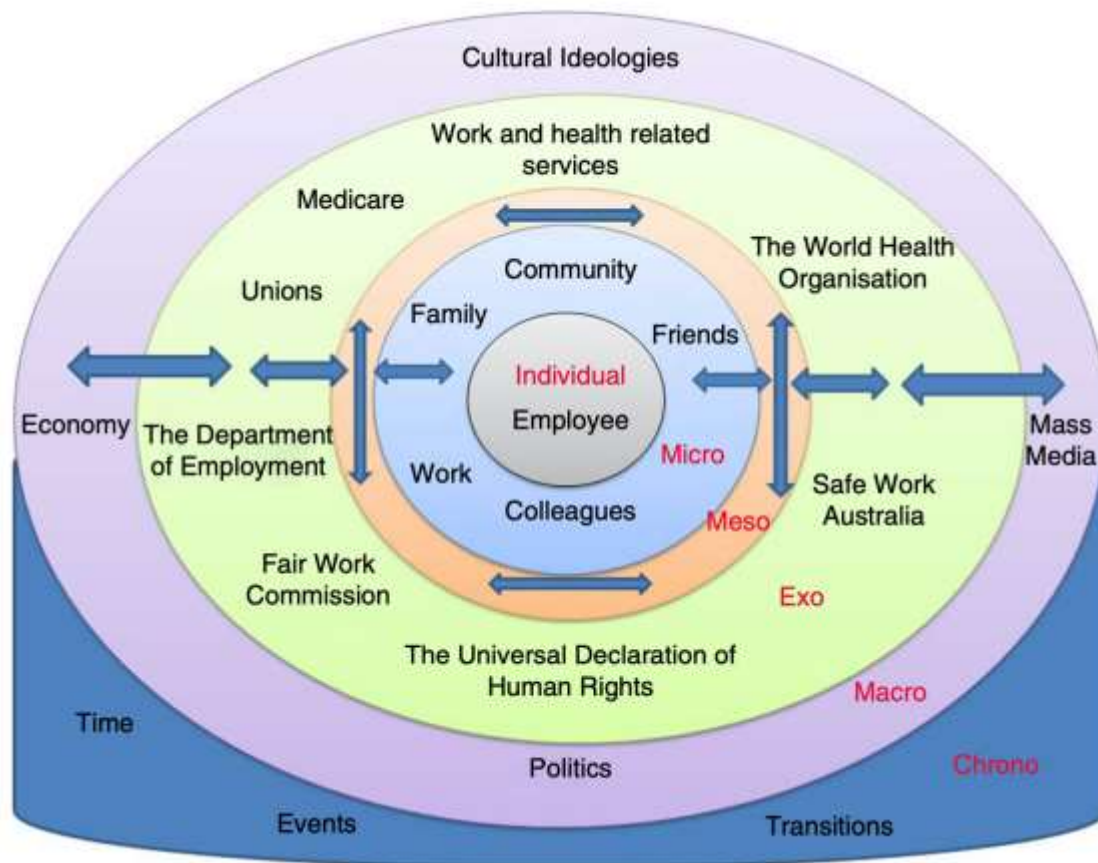 Cultural Ideologies
Work and health related
services
Medicare
The World Health
Organisation
Community
Unions
Family
Friends
Individual
Employee
Economy
The Department
of Employment
Mass
Media
Micro
Work
Safe Work
Australia
Colleagues
Meso
Fair Work
Commission
Exo
The Universal Declaration of
Human Rights
Macro
Time
Chrono
Politics
Events
Transitions